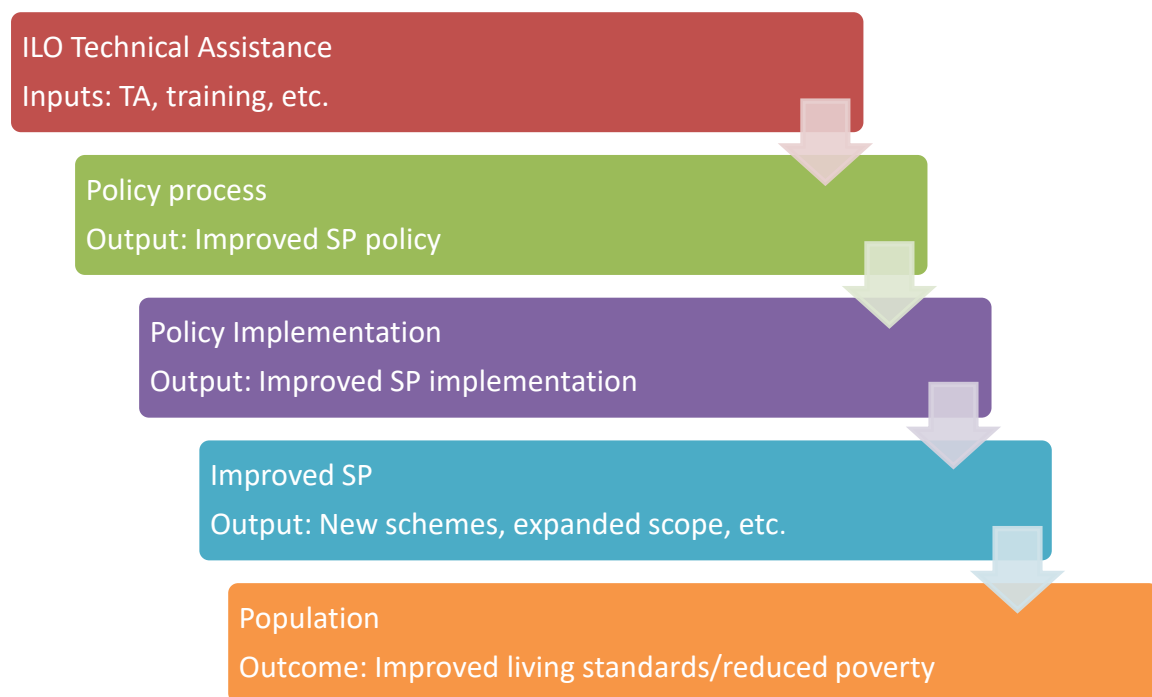 ILO Technical Assistance
Inputs: TA, training, etc.
Policy process
Output: Improved SP policy
Policy Implementation
Output: Improved SP implementation
Improved SP
Output: New schemes, expanded scope, etc.
Population
Outcome: Improved living standards/reduced poverty